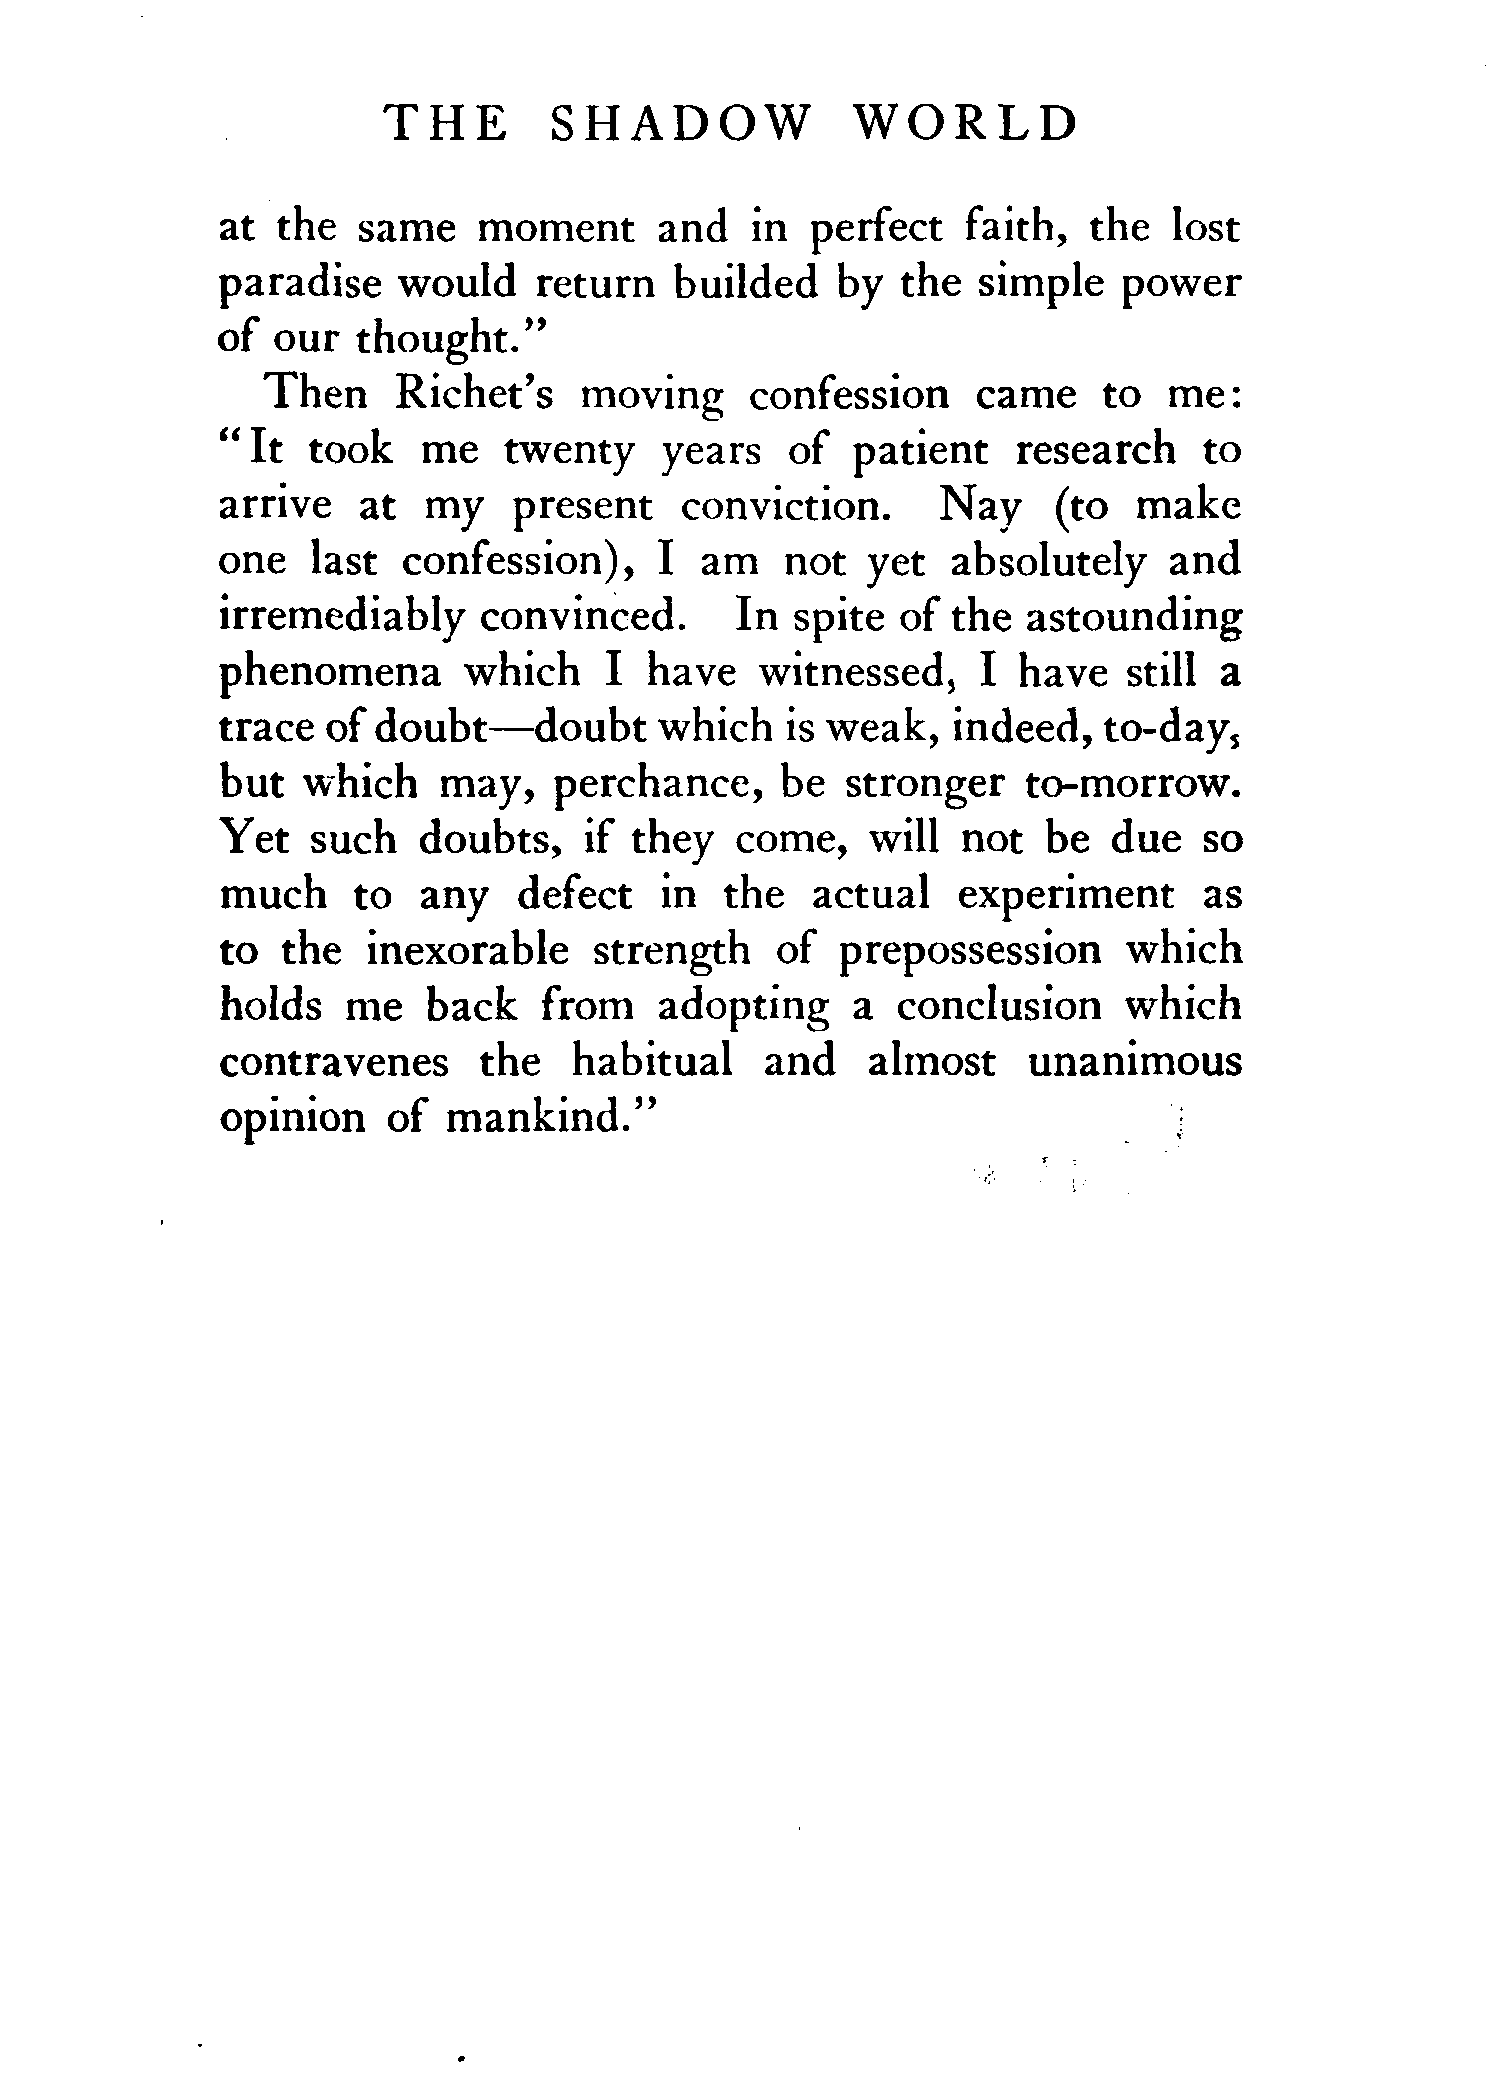 THE SHADOW WORLD
at the same moment and in perfect faith, the lost
paradise would return builded by the simple power
of our thought.”
Then Richet’s moving confession came to me:
“It took me twenty years of patient research to
arrive at my present conviction. Nay (to make
one last confession), I am not yet absolutely and
irremediably convinced. In spite of the astounding
phenomena which I have witnessed, I have still a
trace of doubt—doubt which is weak, indeed, to-day,
but which may, perchance, be stronger to-morrow.
Yet such doubts, if they come, will not be due so
much to any defect in the actual experiment as
to the inexorable strength of prepossession which
holds me back from adopting a conclusion which
contravenes the habitual and almost unanimous
opinion of mankind.”